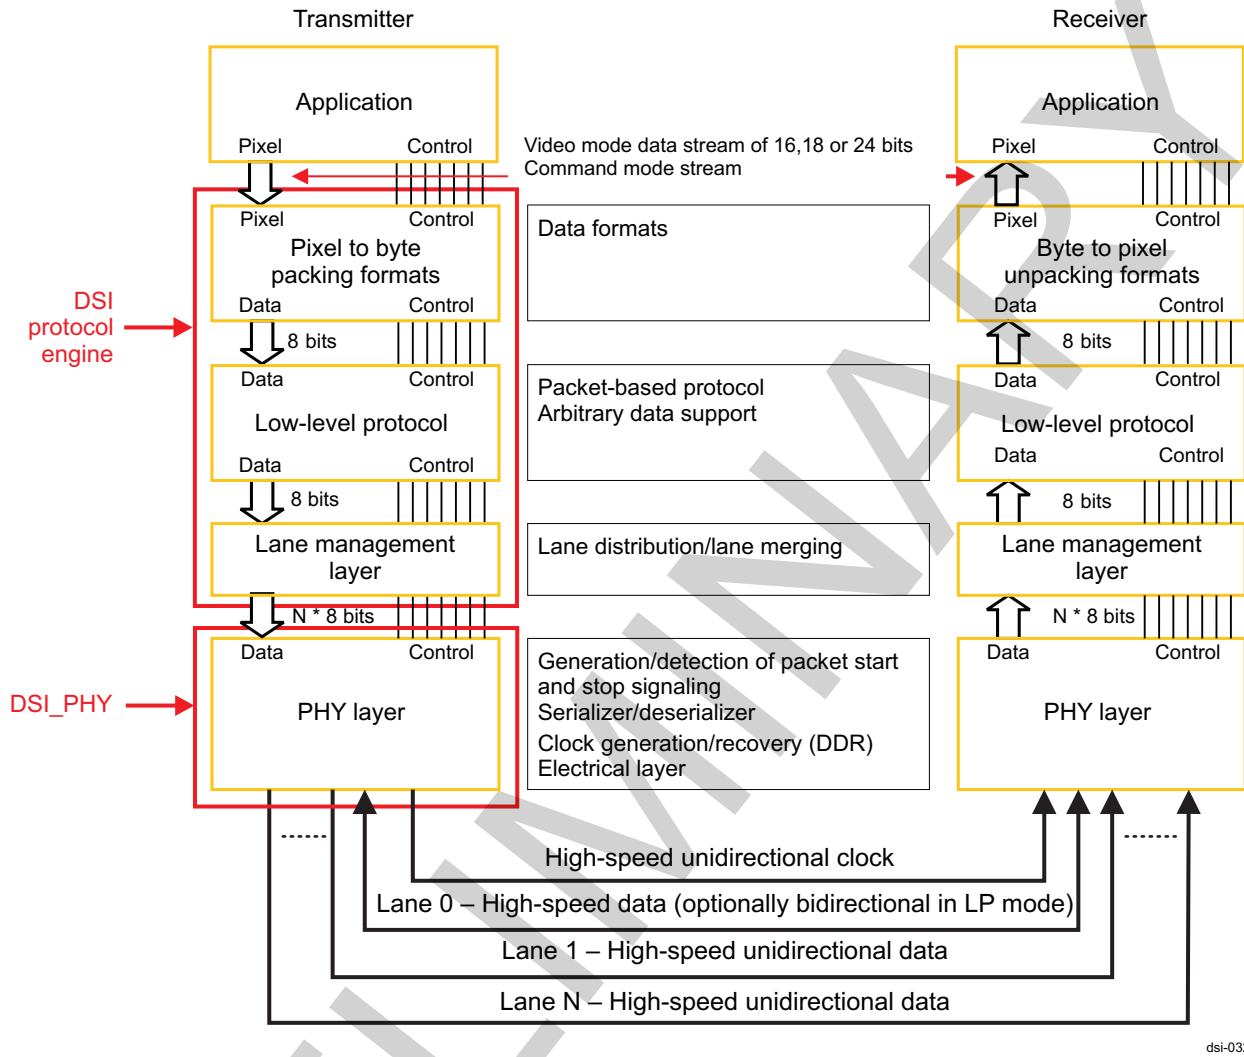 Transmitter
Receiver
Application
Pixel
Control
Video mode data stream of 16,18 or 24 bits
Command mode stream
Application
Pixel
Control
Pixel
Control
Pixel to byte
packing formats
Data
Control
Data formats
Pixel
Control
Byte to pixel
unpacking formats
Data
Control
DSI
protocol
engine
8 bits
8 bits
Data
Control
Low-level protocol
Data
Control
Packet-based protocol
Arbitrary data support
Data
Control
Low-level protocol
Data
Control
8 bits
8 bits
Lane management
layer
Lane distribution/lane merging
Lane management
layer
N * 8 bits
N * 8 bits
DSI_PHY
Data
Control
PHY layer
Generation/detection of packet start
and stop signaling
Serializer/deserializer
Clock generation/recovery (DDR)
Electrical layer
Data
Control
PHY layer
High-speed unidirectional clock
Lane 0 – High-speed data (optionally bidirectional in LP mode)
Lane 1 – High-speed unidirectional data
Lane N – High-speed unidirectional data